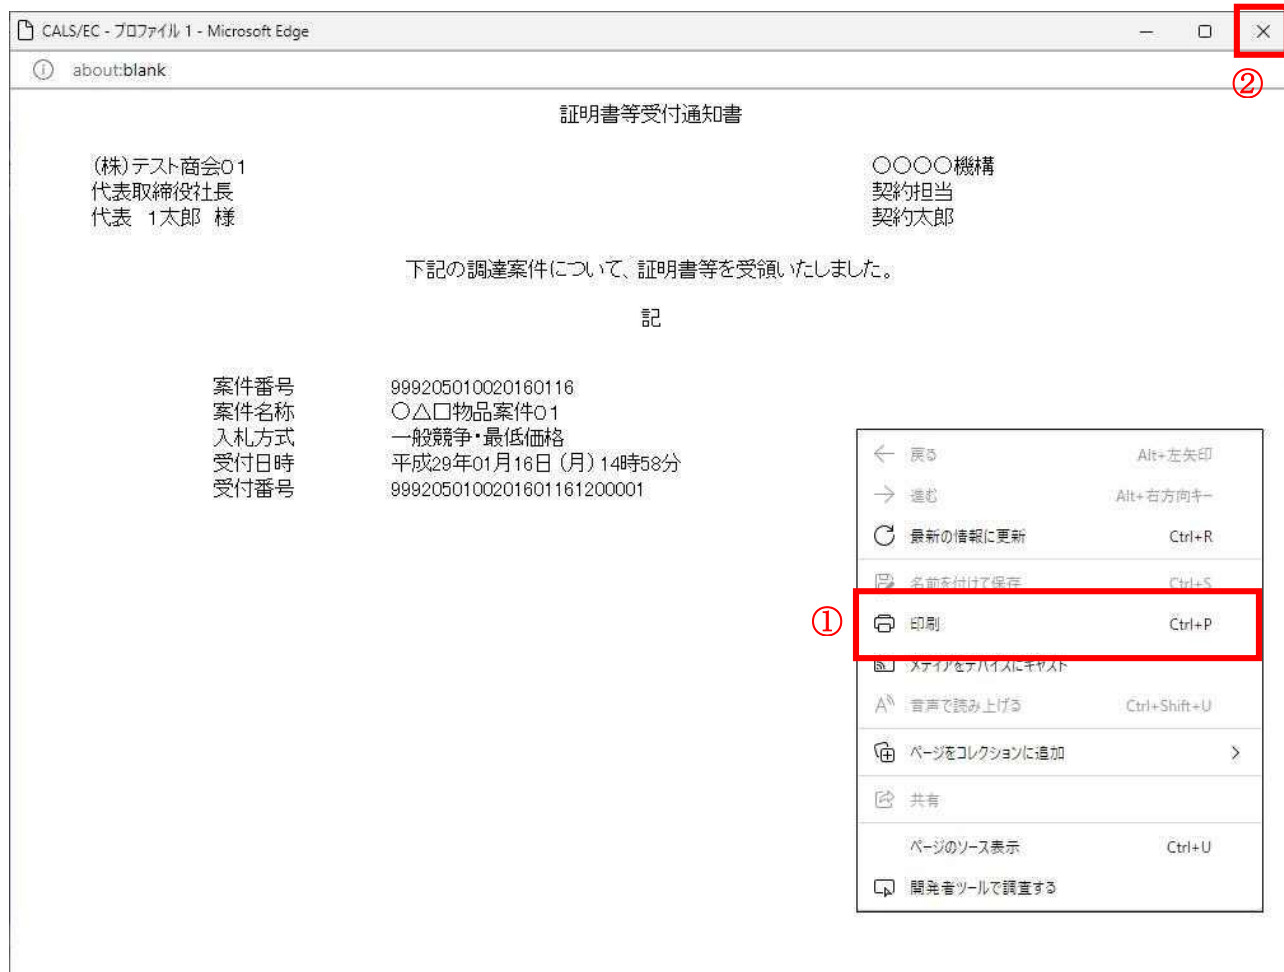 CALS/EC - プロファイル 1 - Microsoft Edge
②
about:blank
証明書等受付通知書
(株)テスト商会01
代表取締役社長
代表 1太郎 様
〇〇〇〇機構
契約担当
契約太郎
下記の調達案件について、証明書等を受領いたしました。
記
案件番号 999205010020160116
案件名称 〇△□物品案件01
入札方式 一般競争・最低価格
受付日時 平成29年01月16日（月）14時58分
受付番号 9992050100201601161200001
戻る Alt+左矢印
進む Alt+右方向キー
最新の情報に更新 Ctrl+R
名前を付けて保存 Ctrl+S
① 印刷 Ctrl+P
メディアをデバイスにキャスト
音声で読み上げる Ctrl+Shift+U
ページをコレクションに追加
共有
ページのソース表示 Ctrl+U
開発者ツールで調査する